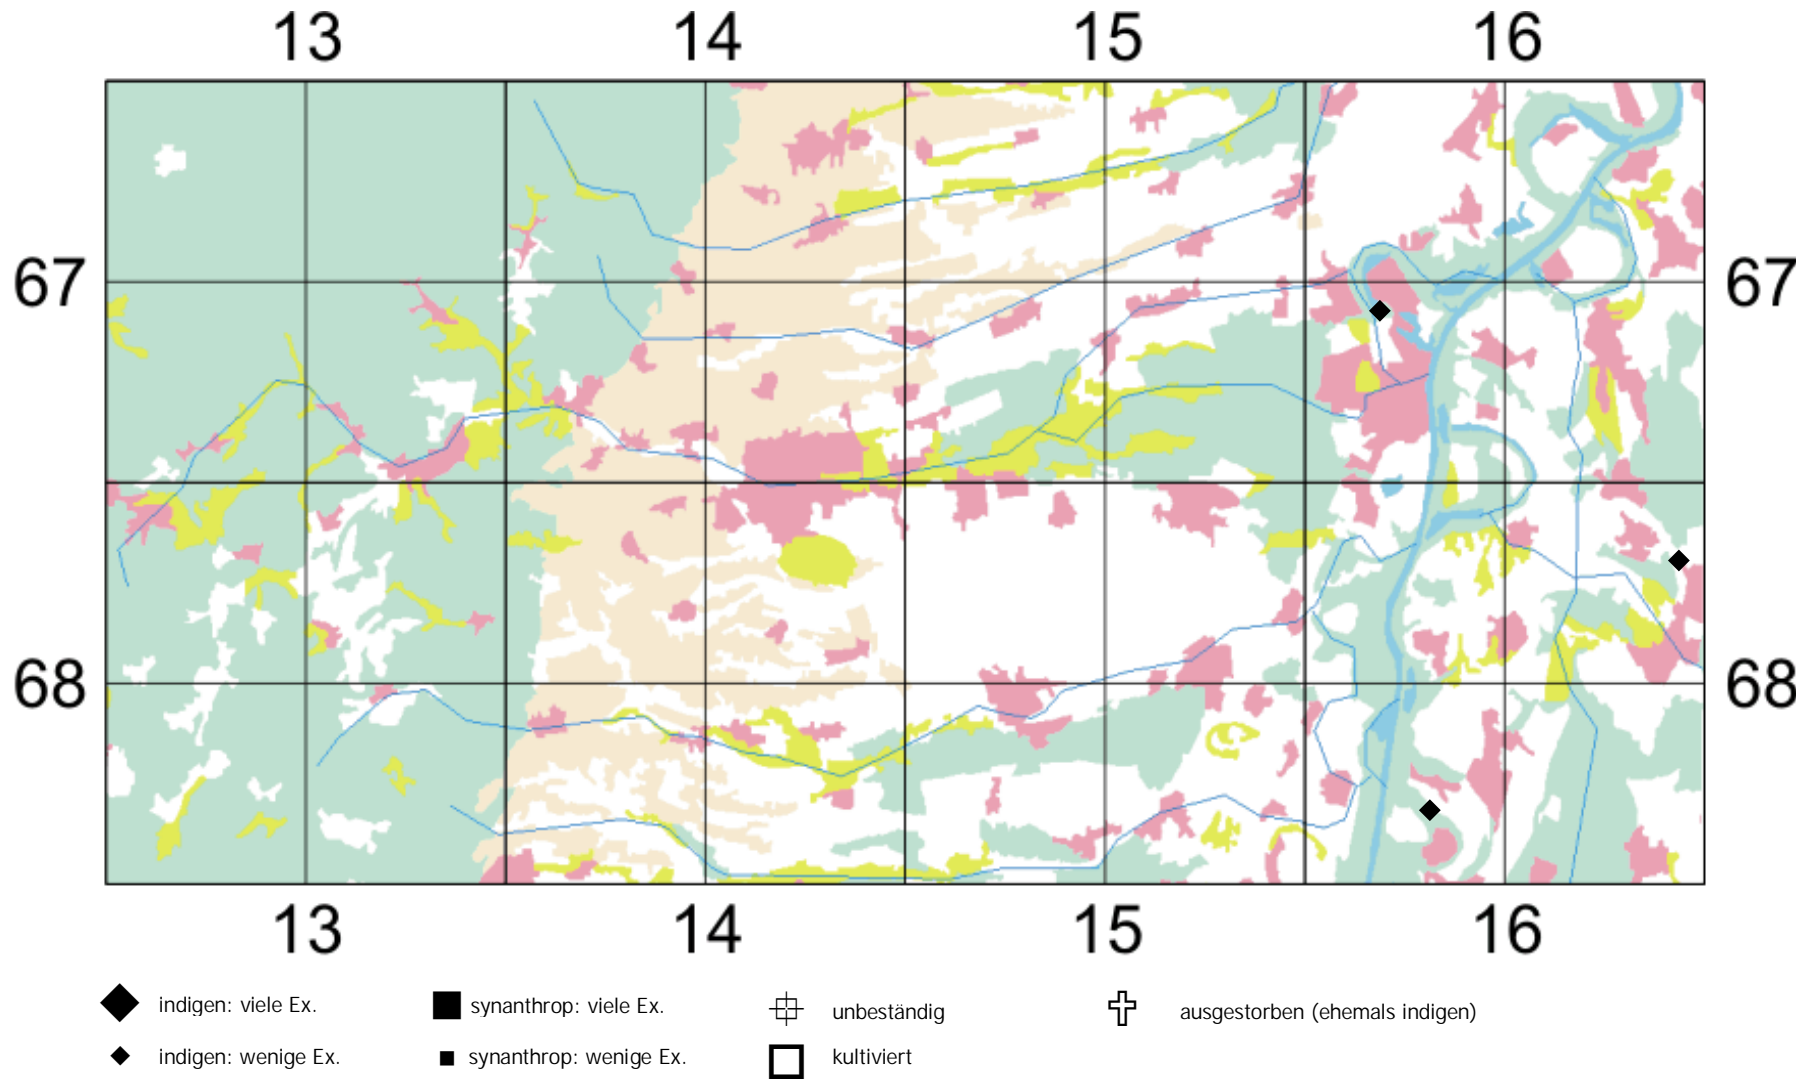 13 14 15 16
67 67
68 68
13 14 15 16
indigen: viele Ex. synanthrop: viele Ex. unbeständig ausgestorben (ehemals indigen)
indigen: wenige Ex. synanthrop: wenige Ex. kultiviert